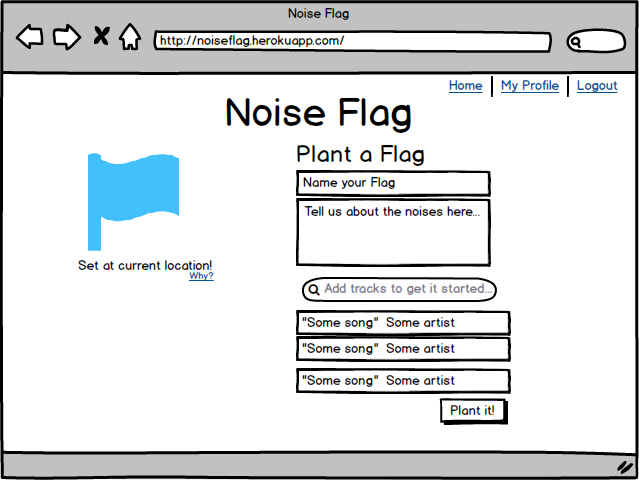 Noise Flag
http://noiseflag.herokuapp.com/
Home My Profile Logout
Noise Flag
Plant a Flag
Name your Flag
Tell us about the noises here...
Set at current location!
Why?
Add tracks to get it started...
"Some song" Some artist
"Some song" Some artist
"Some song" Some artist
Plant it!